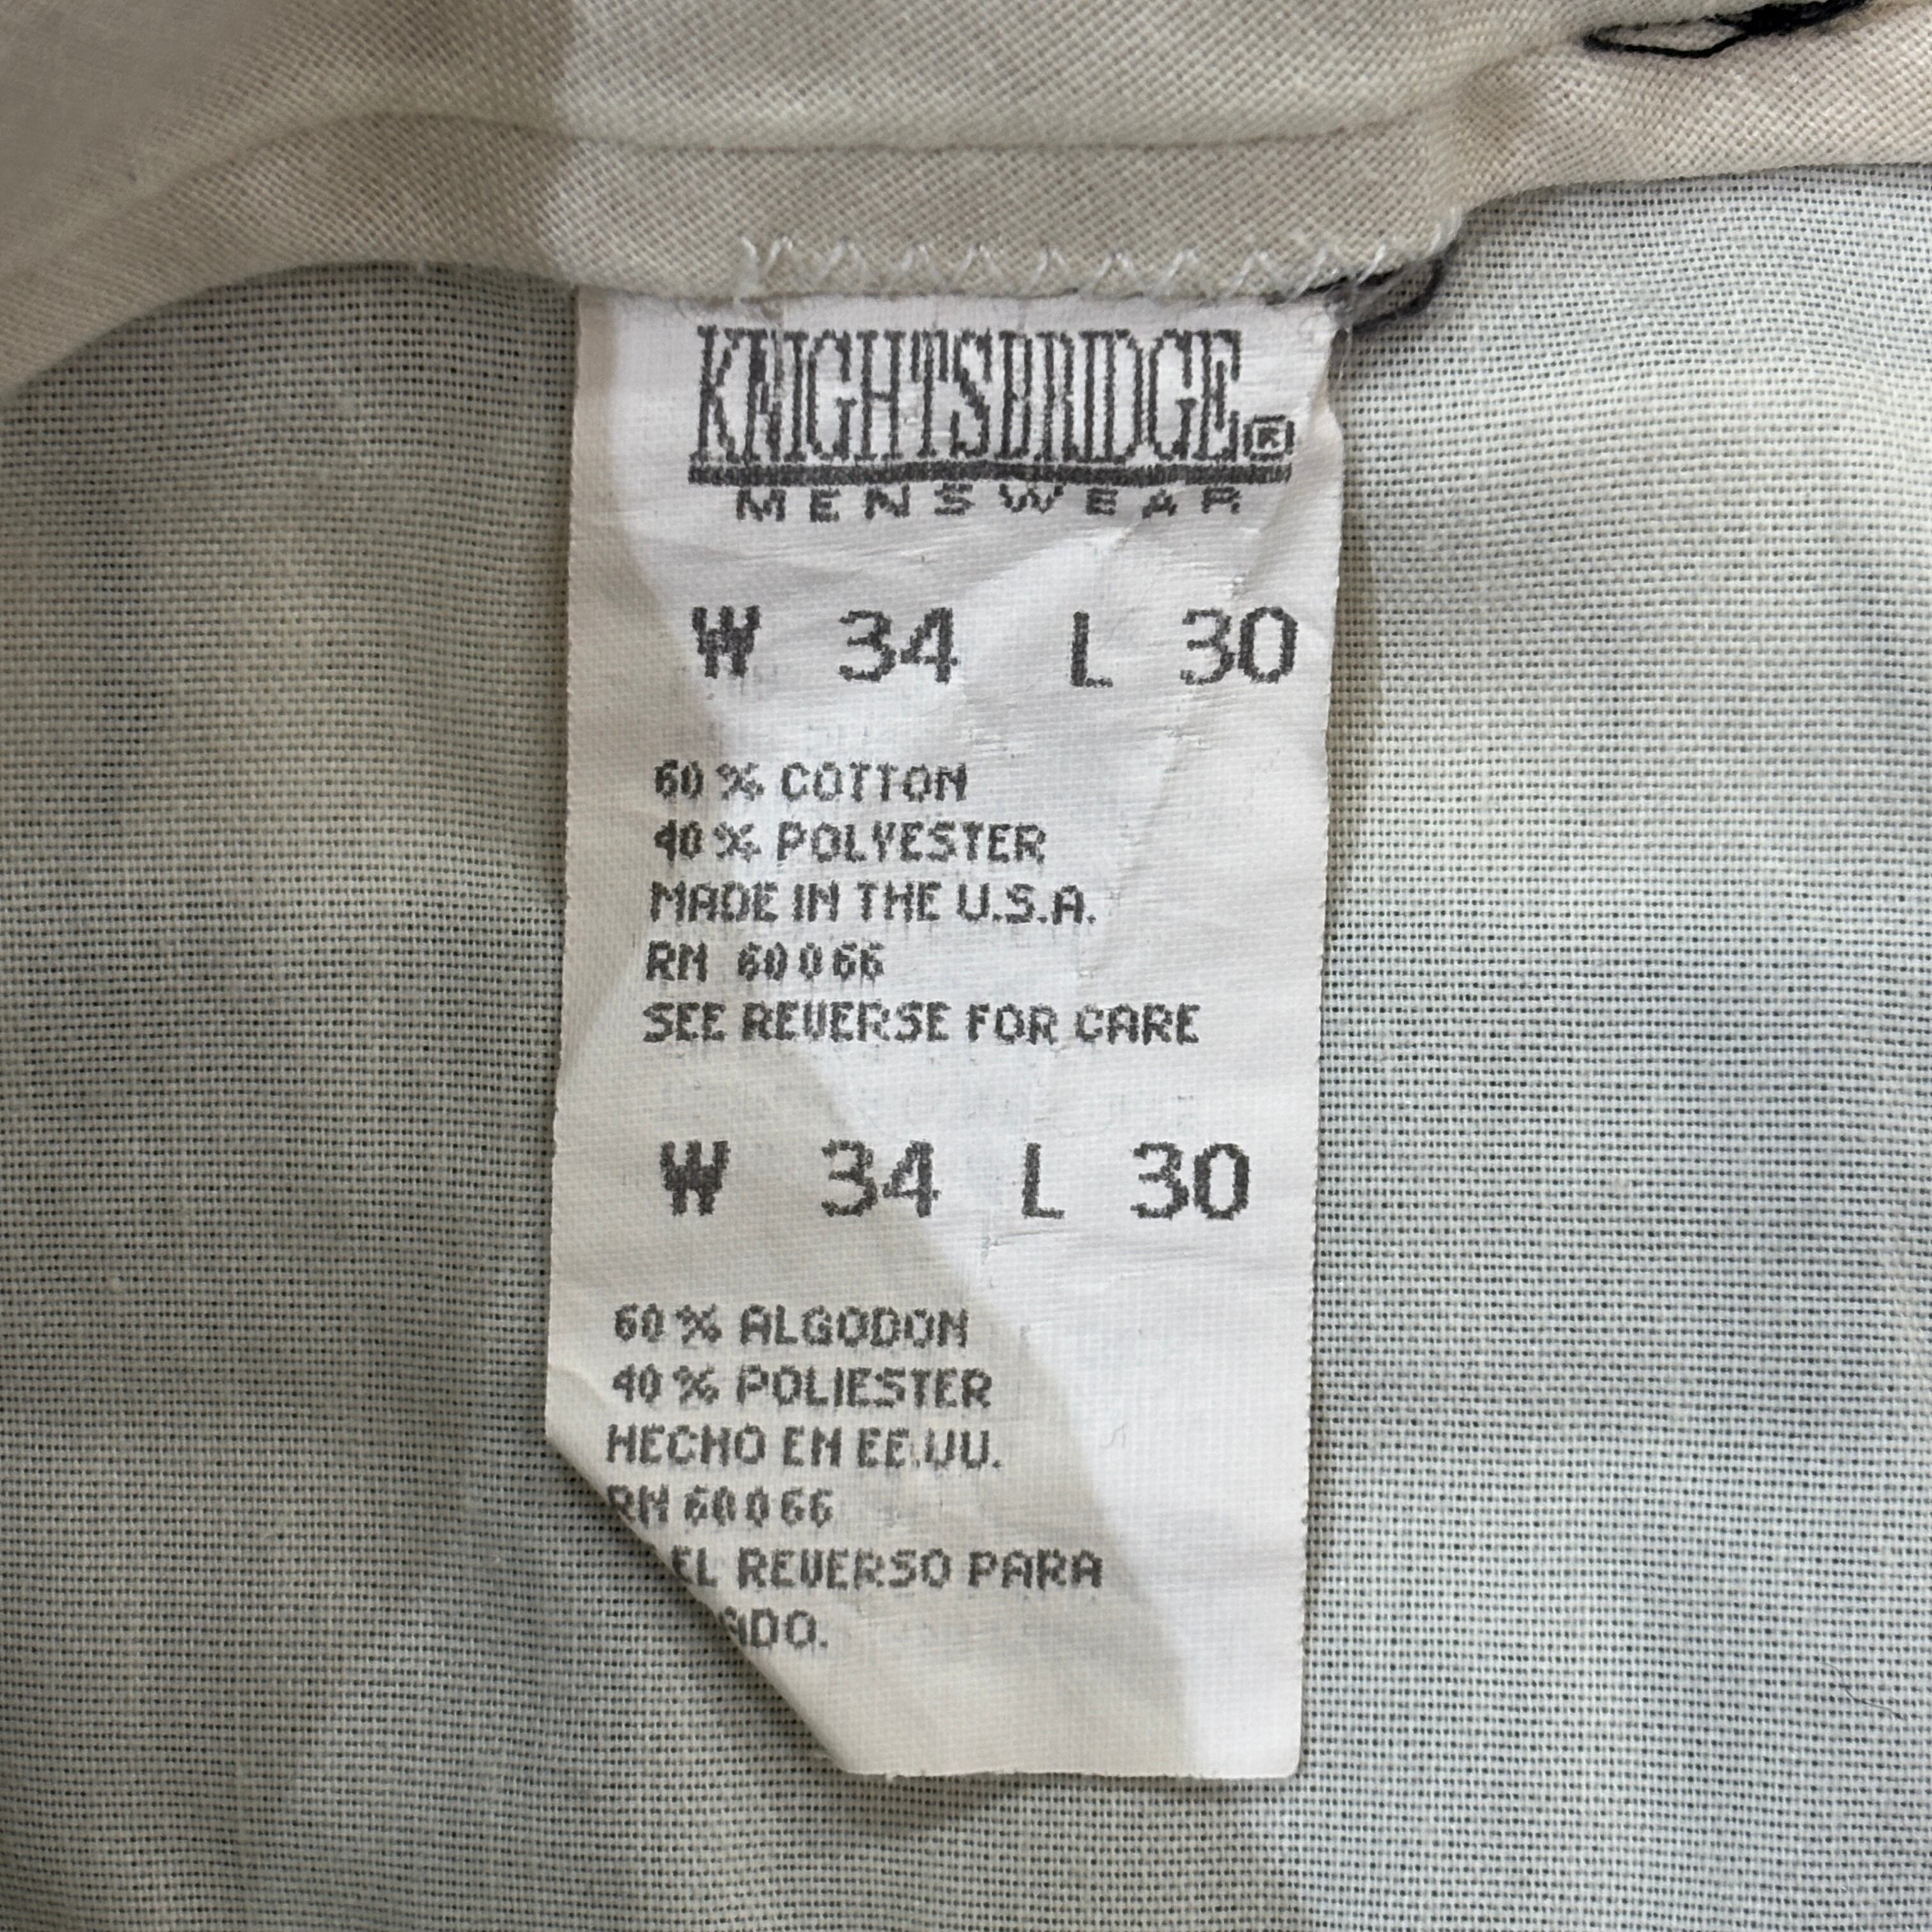 KNIGHTSBRIDGE®
MENSWEAR
W 34 L 30
60% COTTON
40% POLYESTER
MADE IN THE U.S.A.
RN 60066
SEE REVERSE FOR CARE
W 34 L 30
60% ALGODON
40% POLIESTER
HECHO EN EE.UU.
RN 60066
EL REVERSO PARA